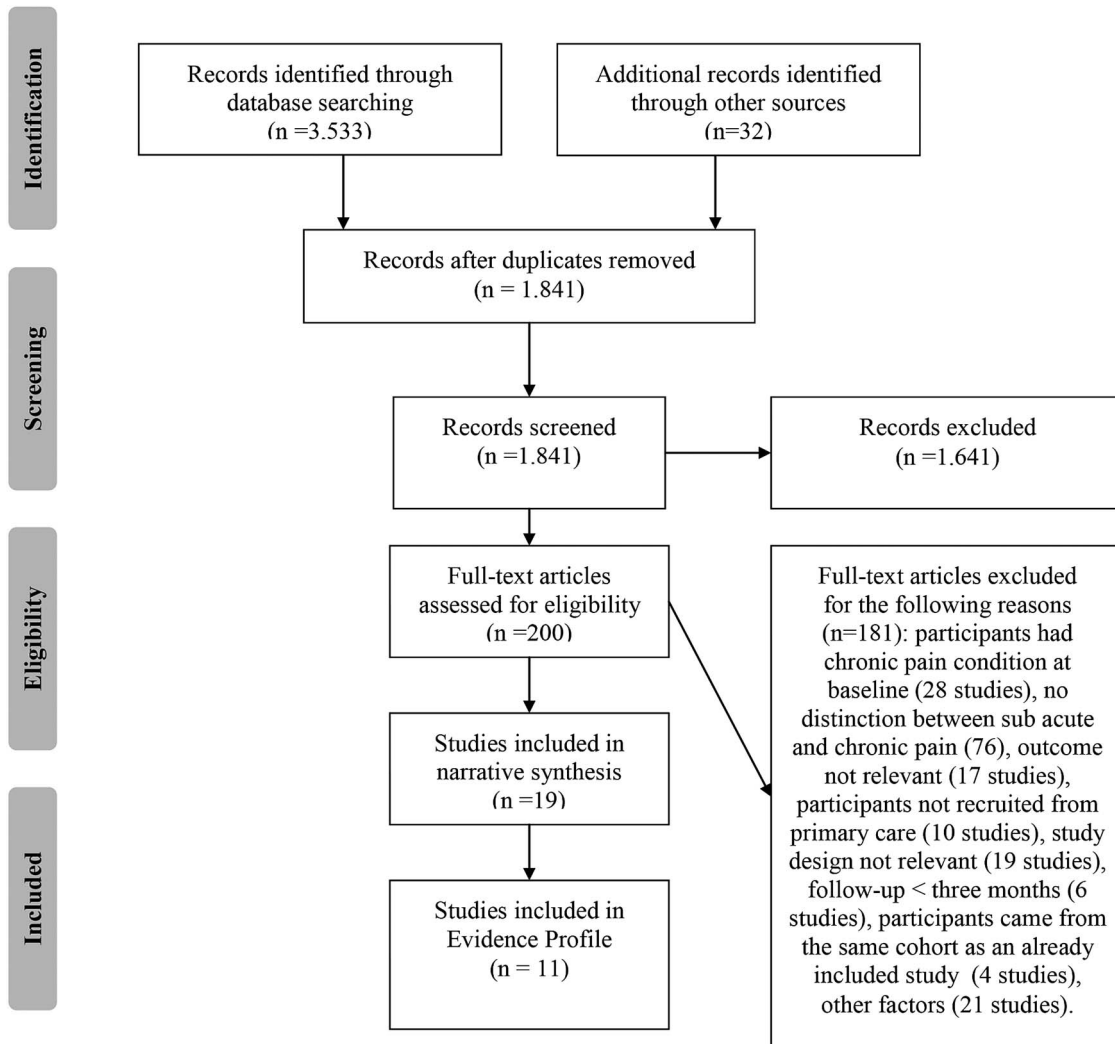 Identification
Records identified through
database searching
(n =3.533)
Additional records identified
through other sources
(n=32)
Records after duplicates removed
(n = 1.841)
Screening
Records screened
(n =1.841)
Records excluded
(n =1.641)
Eligibility
Full-text articles
assessed for eligibility
(n =200)
Full-text articles excluded
for the following reasons
(n=181): participants had
chronic pain condition at
baseline (28 studies), no
distinction between sub acute
and chronic pain (76), outcome
not relevant (17 studies),
participants not recruited from
primary care (10 studies), study
design not relevant (19 studies),
follow-up < three months (6
studies), participants came from
the same cohort as an already
included study (4 studies),
other factors (21 studies).
Studies included in
narrative synthesis
(n =19)
Included
Studies included in
Evidence Profile
(n = 11)